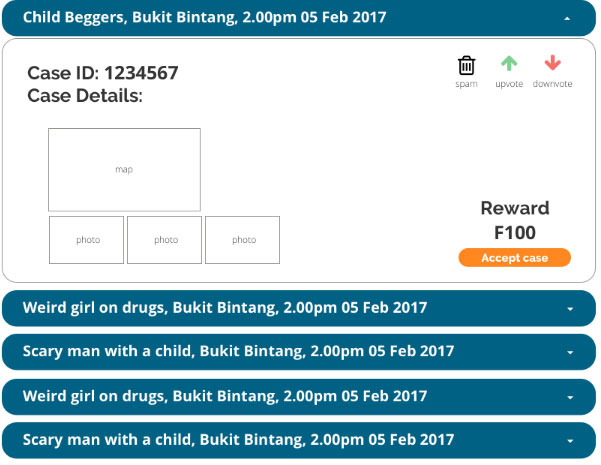 Child Beggers, Bukit Bintang, 2.00pm 05 Feb 2017
Case ID: 1234567
Case Details:
spam upvote downvote
map
photo photo photo
Reward
F100
Accept case
Weird girl on drugs, Bukit Bintang, 2.00pm 05 Feb 2017
Scary man with a child, Bukit Bintang, 2.00pm 05 Feb 2017
Weird girl on drugs, Bukit Bintang, 2.00pm 05 Feb 2017
Scary man with a child, Bukit Bintang, 2.00pm 05 Feb 2017